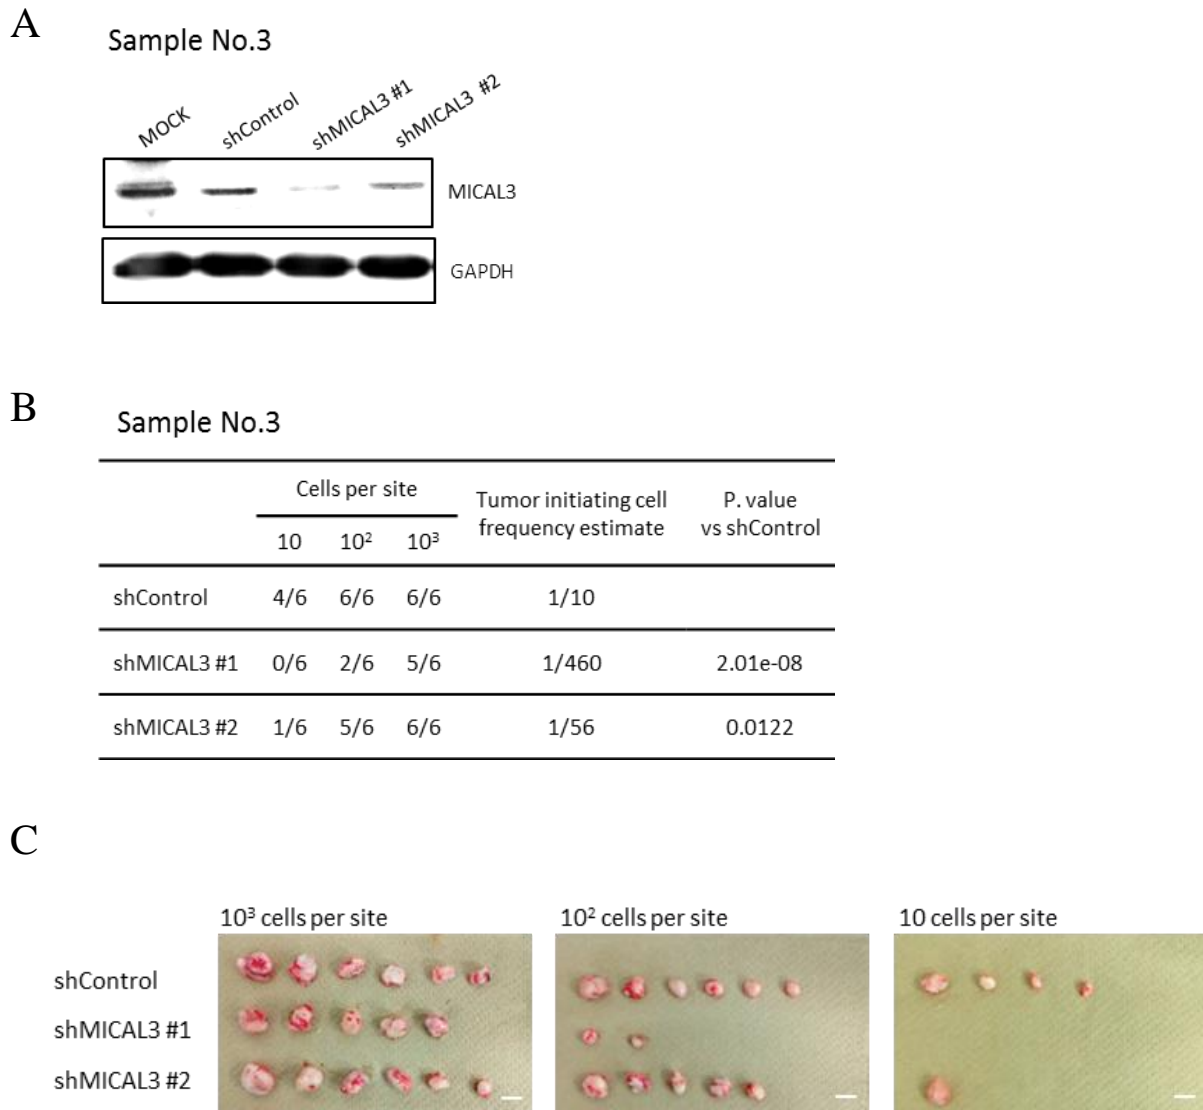 A
Sample No.3
MOCK
shControl
shMICAL3 #1
shMICAL3 #2
MICAL3
GAPDH
B
Sample No.3
Cells per site
Tumor initiating cell
frequency estimate
P. value
vs shControl
10 10² 10³
shControl 4/6 6/6 6/6 1/10
shMICAL3 #1 0/6 2/6 5/6 1/460 2.01e-08
shMICAL3 #2 1/6 5/6 6/6 1/56 0.0122
C
10³ cells per site 10² cells per site 10 cells per site
shControl
shMICAL3 #1
shMICAL3 #2